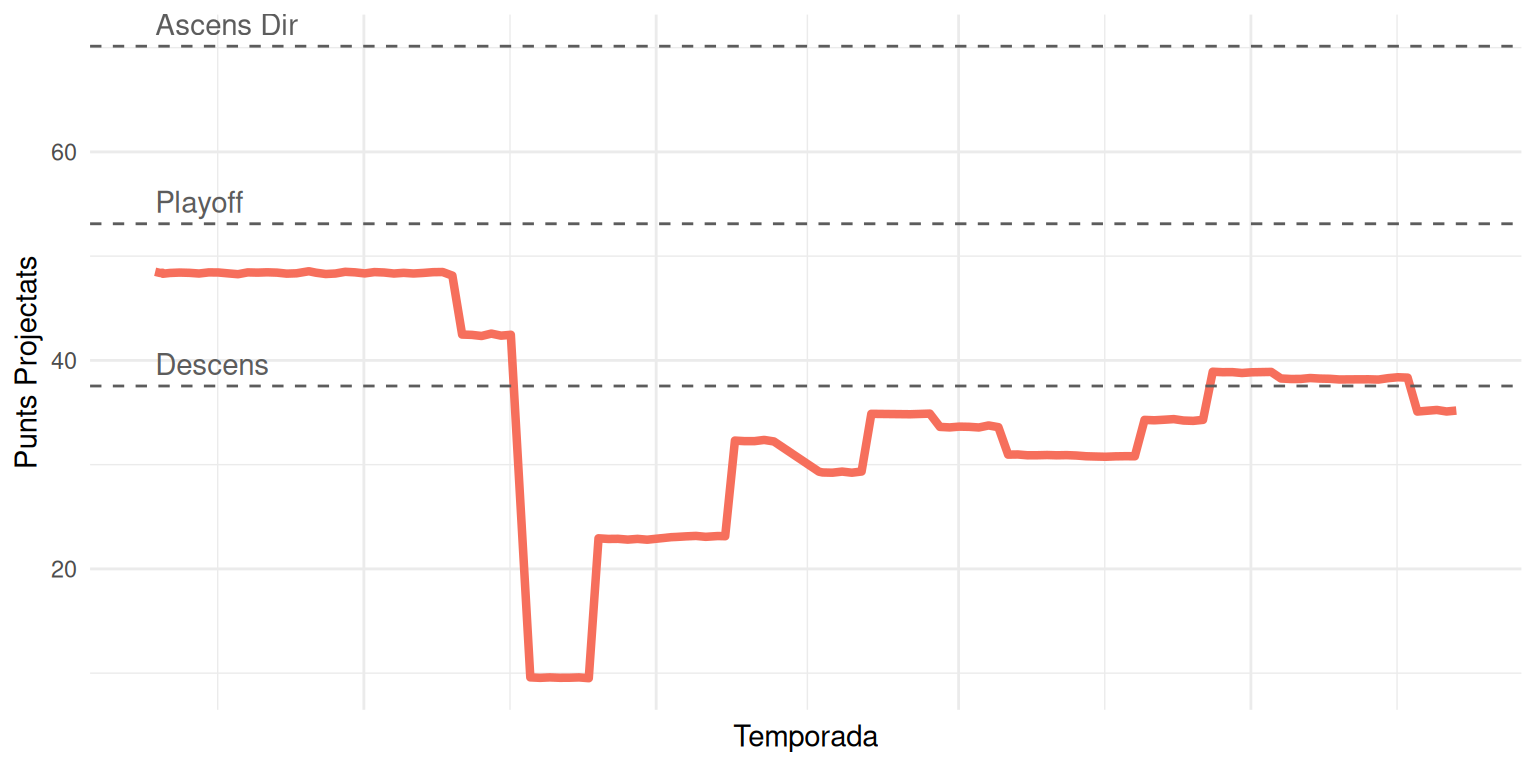 Ascens Dir
60
Playoff
Punts Projectats
40
Descens
20
Temporada